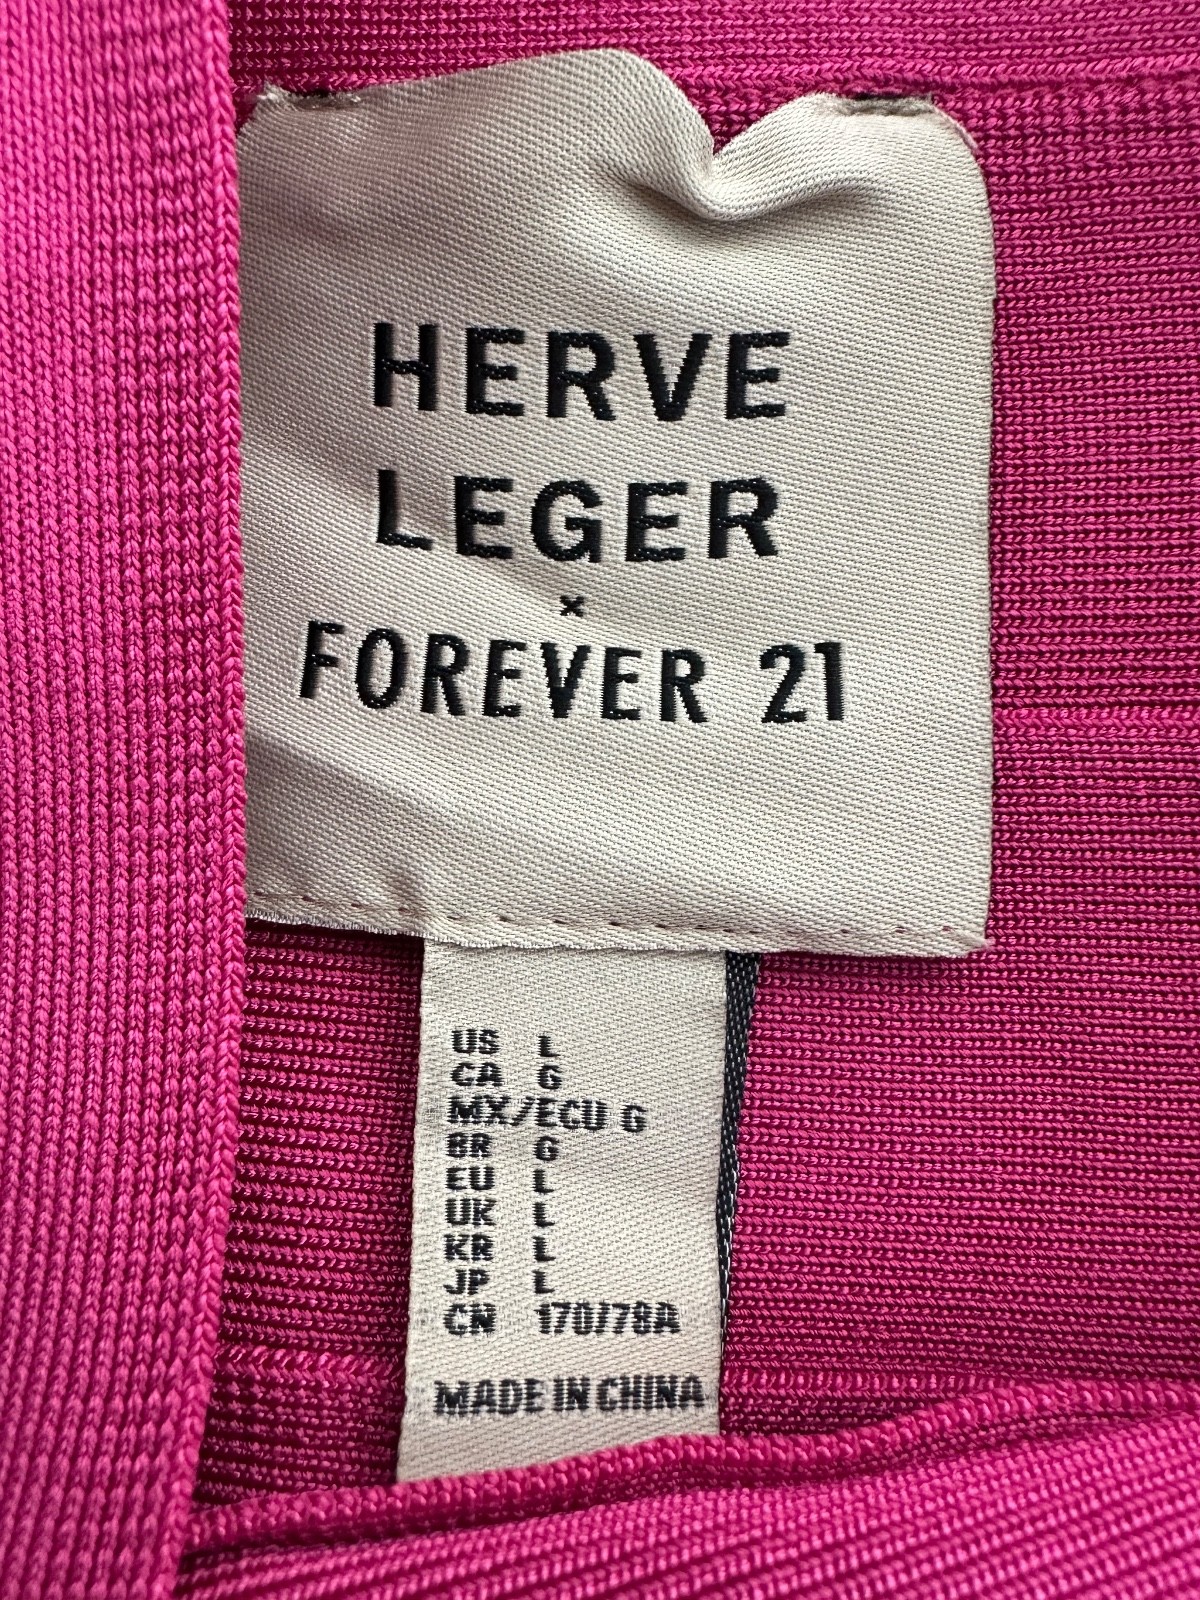 HERVE
LEGER
×
FOREVER 21
US L
CA G
MX/ECU G
BR G
EU L
UK L
KR L
JP L
CN 170/78A
MADE IN CHINA